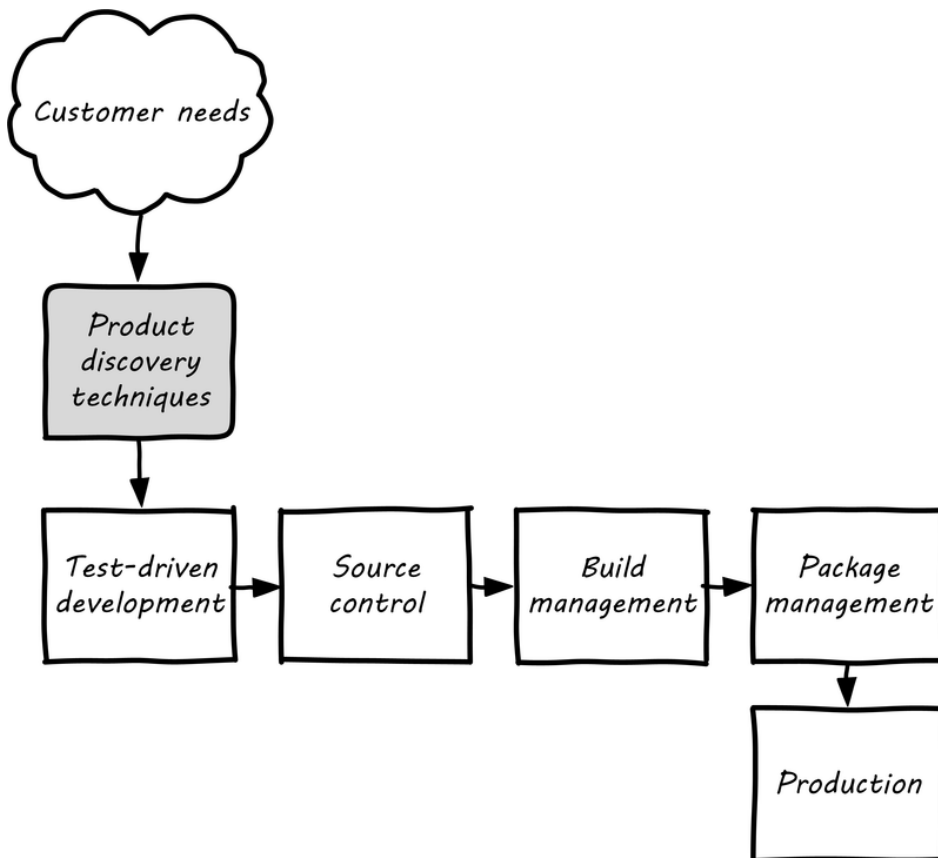 Customer needs
Product
discovery
techniques
Test-driven
development
Source
control
Build
management
Package
management
Production